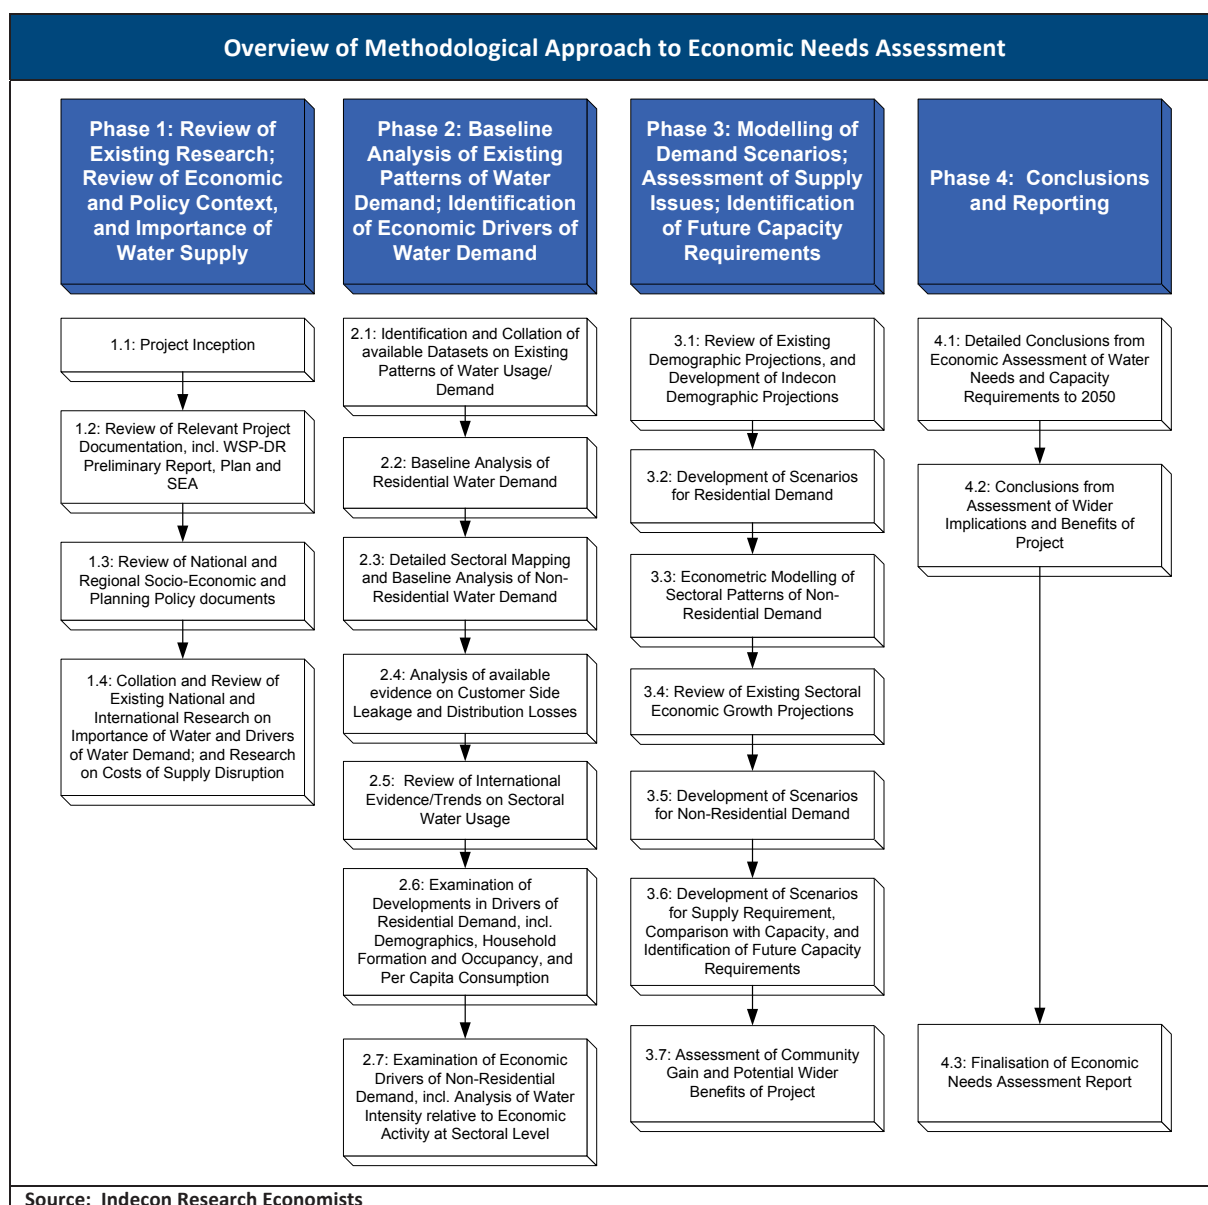 Overview of Methodological Approach to Economic Needs Assessment
Phase 1: Review of
Existing Research;
Review of Economic
and Policy Context,
and Importance of
Water Supply
1.1: Project Inception
1.2: Review of Relevant Project
Documentation, incl. WSP-DR
Preliminary Report, Plan and
SEA
1.3: Review of National and
Regional Socio-Economic and
Planning Policy documents
1.4: Collation and Review of
Existing National and
International Research on
Importance of Water and Drivers
of Water Demand; and Research
on Costs of Supply Disruption
Phase 2: Baseline
Analysis of Existing
Patterns of Water
Demand; Identification
of Economic Drivers of
Water Demand
2.1: Identification and Collation of
available Datasets on Existing
Patterns of Water Usage/
Demand
2.2: Baseline Analysis of
Residential Water Demand
2.3: Detailed Sectoral Mapping
and Baseline Analysis of Non-
Residential Water Demand
2.4: Analysis of available
evidence on Customer Side
Leakage and Distribution Losses
2.5: Review of International
Evidence/Trends on Sectoral
Water Usage
2.6: Examination of
Developments in Drivers of
Residential Demand, incl.
Demographics, Household
Formation and Occupancy, and
Per Capita Consumption
2.7: Examination of Economic
Drivers of Non-Residential
Demand, incl. Analysis of Water
Intensity relative to Economic
Activity at Sectoral Level
Phase 3: Modelling of
Demand Scenarios;
Assessment of Supply
Issues; Identification
of Future Capacity
Requirements
3.1: Review of Existing
Demographic Projections, and
Development of Indecon
Demographic Projections
3.2: Development of Scenarios
for Residential Demand
3.3: Econometric Modelling of
Sectoral Patterns of Non-
Residential Demand
3.4: Review of Existing Sectoral
Economic Growth Projections
3.5: Development of Scenarios
for Non-Residential Demand
3.6: Development of Scenarios
for Supply Requirement,
Comparison with Capacity, and
Identification of Future Capacity
Requirements
3.7: Assessment of Community
Gain and Potential Wider
Benefits of Project
Phase 4: Conclusions
and Reporting
4.1: Detailed Conclusions from
Economic Assessment of Water
Needs and Capacity
Requirements to 2050
4.2: Conclusions from
Assessment of Wider
Implications and Benefits of
Project
4.3: Finalisation of Economic
Needs Assessment Report
Source: Indecon Research Economists